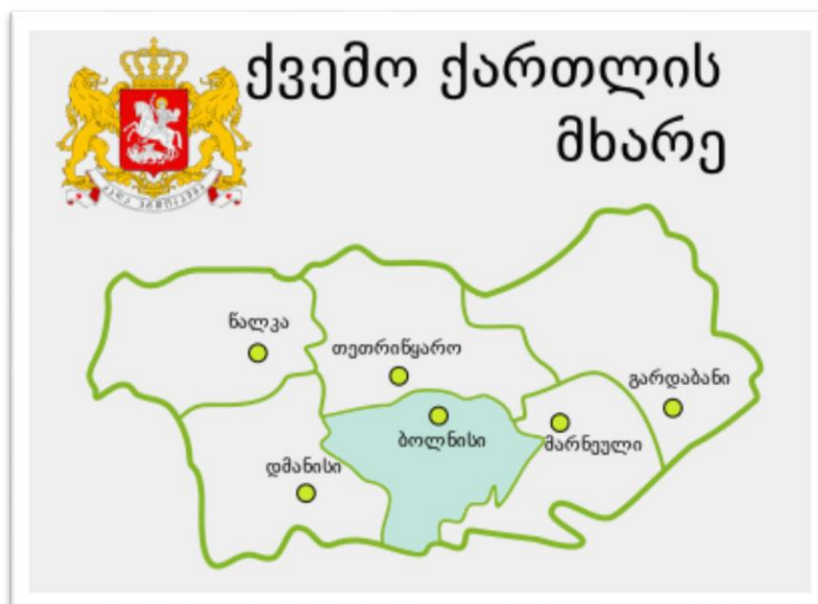 ქვემო ქართლის
მხარე
წალკა
თეთრიწყარო
გარდაბანი
ბოლნისი
მარნეული
დმანისი